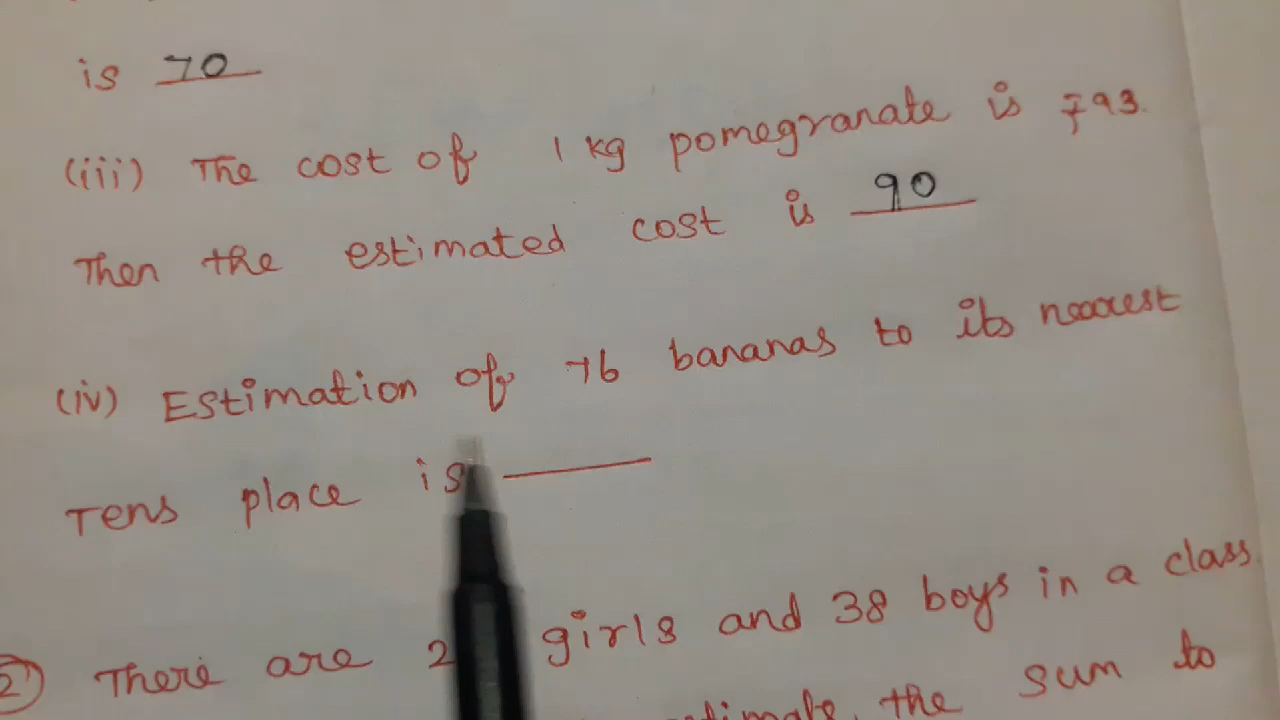 is 70
(iii) The cost of 1 kg pomegranate is ₹93.
Then the estimated cost is 90
(iv) Estimation of 76 bananas to its nearest
Tens place is
2 There are girls and 38 boys in a class
the sum to